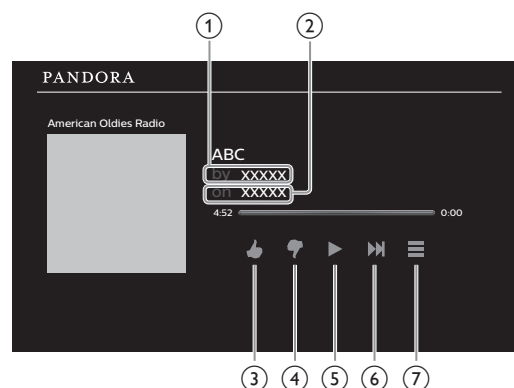 1 2
PANDORA
American Oldies Radio
ABC
by xxxxx
on xxxxx
4:52 0:00
3 4 5 6 7